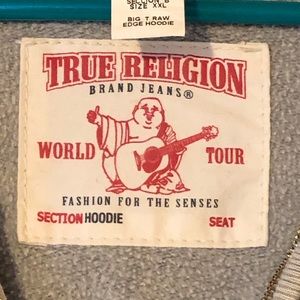 SECTION B
SIZE XXL
BIG T RAW
EDGE HOODIE
TRUE RELIGION
BRAND JEANS®
WORLD TOUR
FASHION FOR THE SENSES
SECTION HOODIE SEAT